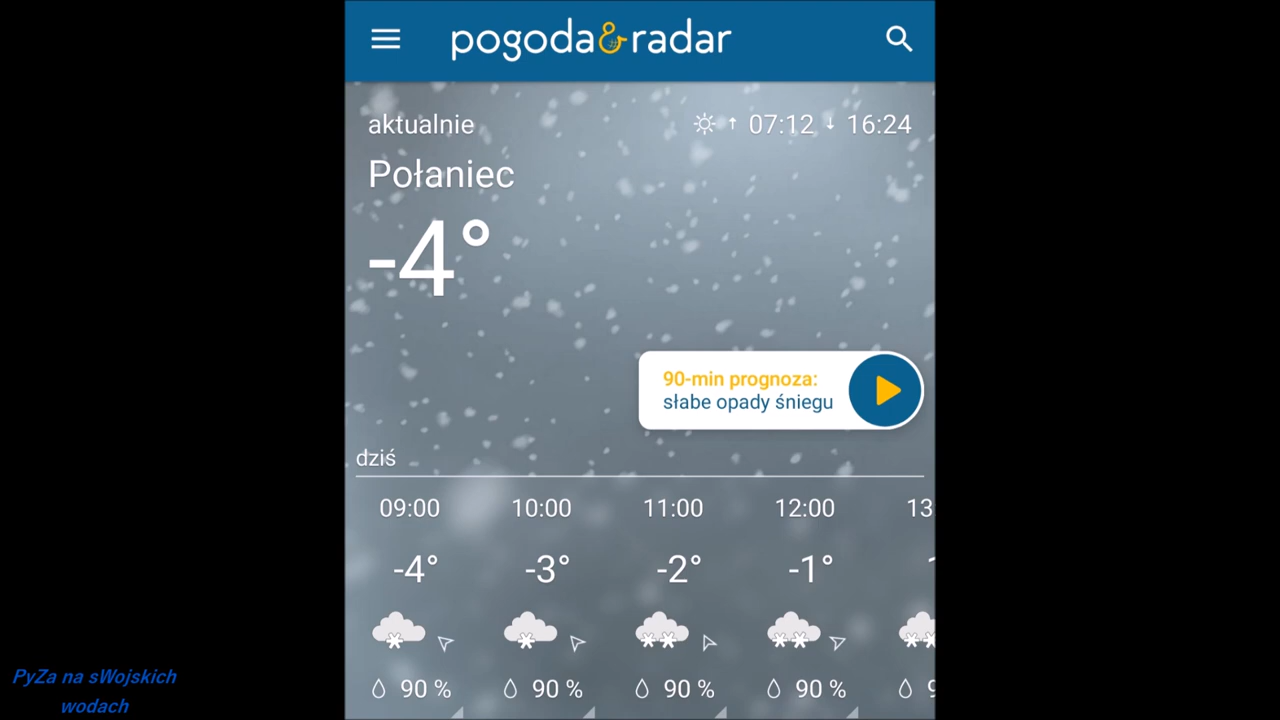 pogoda&radar
aktualnie ↑ 07:12 ↓ 16:24
Połaniec
-4°
90-min prognoza:
słabe opady śniegu
dziś
09:00 10:00 11:00 12:00 13
-4° -3° -2° -1°
90 % 90 % 90 % 90 %
PyZa na sWojskich
wodach